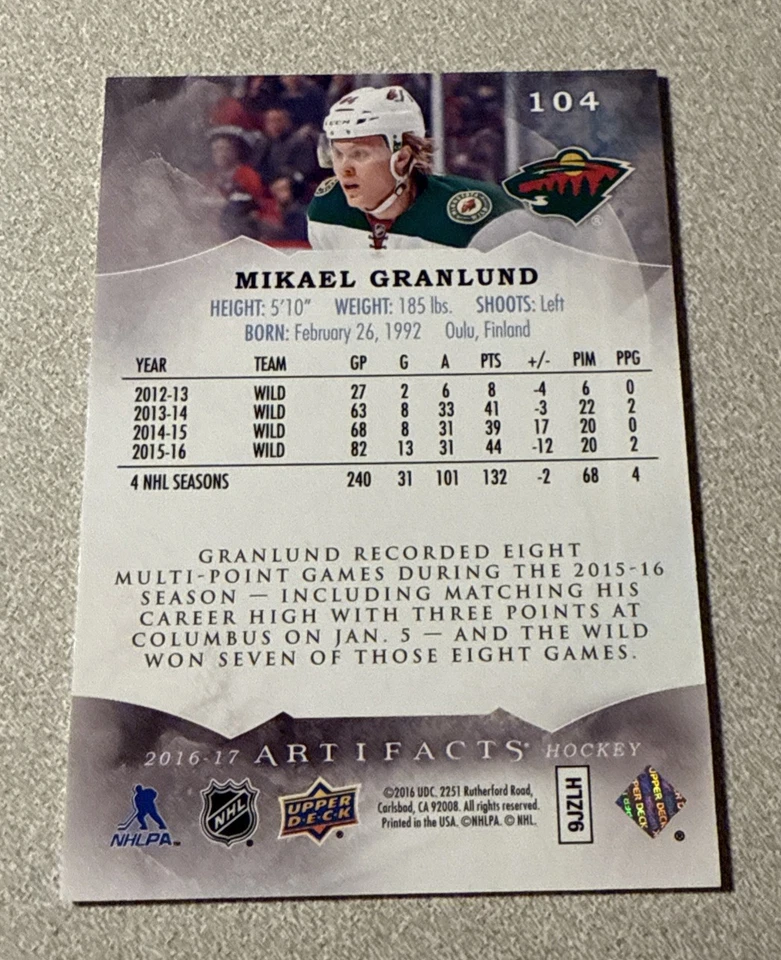 104
MIKAEL GRANLUND
HEIGHT: 5'10" WEIGHT: 185 lbs. SHOOTS: Left
BORN: February 26, 1992 Oulu, Finland
YEAR TEAM GP G A PTS +/- PIM PPG
2012-13 WILD 27 2 6 8 -4 6 0
2013-14 WILD 63 8 33 41 -3 22 2
2014-15 WILD 68 8 31 39 17 20 0
2015-16 WILD 82 13 31 44 -12 20 2
4 NHL SEASONS 240 31 101 132 -2 68 4
GRANLUND RECORDED EIGHT
MULTI-POINT GAMES DURING THE 2015-16
SEASON — INCLUDING MATCHING HIS
CAREER HIGH WITH THREE POINTS AT
COLUMBUS ON JAN. 5 — AND THE WILD
WON SEVEN OF THOSE EIGHT GAMES.
2016-17 ARTIFACTS HOCKEY
NHLPA™
NHL
UPPER
D·E·C·K
©2016 UDC, 2251 Rutherford Road,
Carlsbad, CA 92008. All rights reserved.
Printed in the USA. ©NHLPA. © NHL.
9JZLH
UPPER DECK